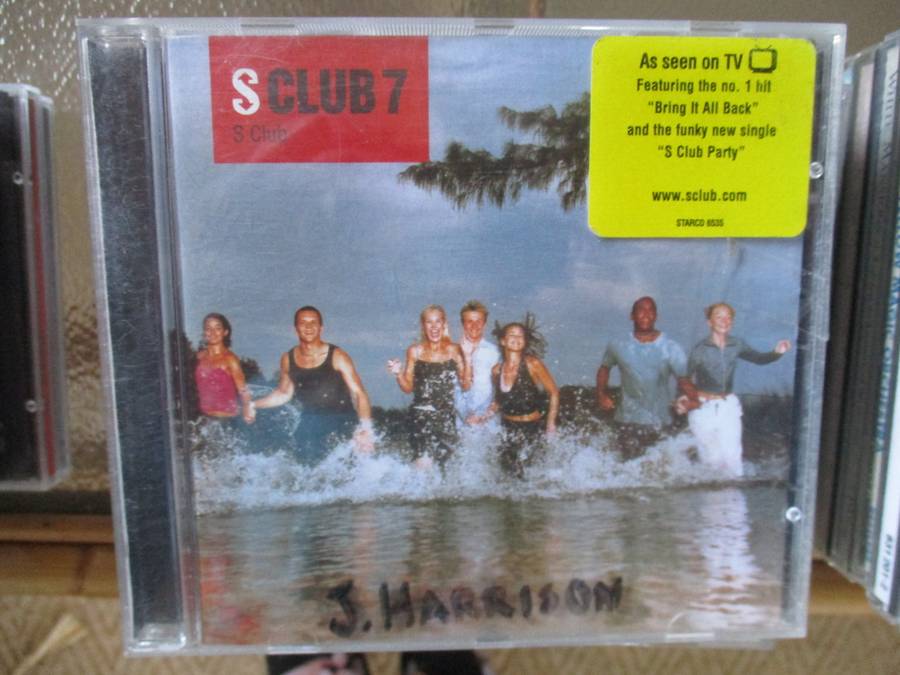 S CLUB 7
S Club
As seen on TV
Featuring the no. 1 hit
"Bring It All Back"
and the funky new single
"S Club Party"
www.sclub.com
STARCD 6535
J. HARRISON